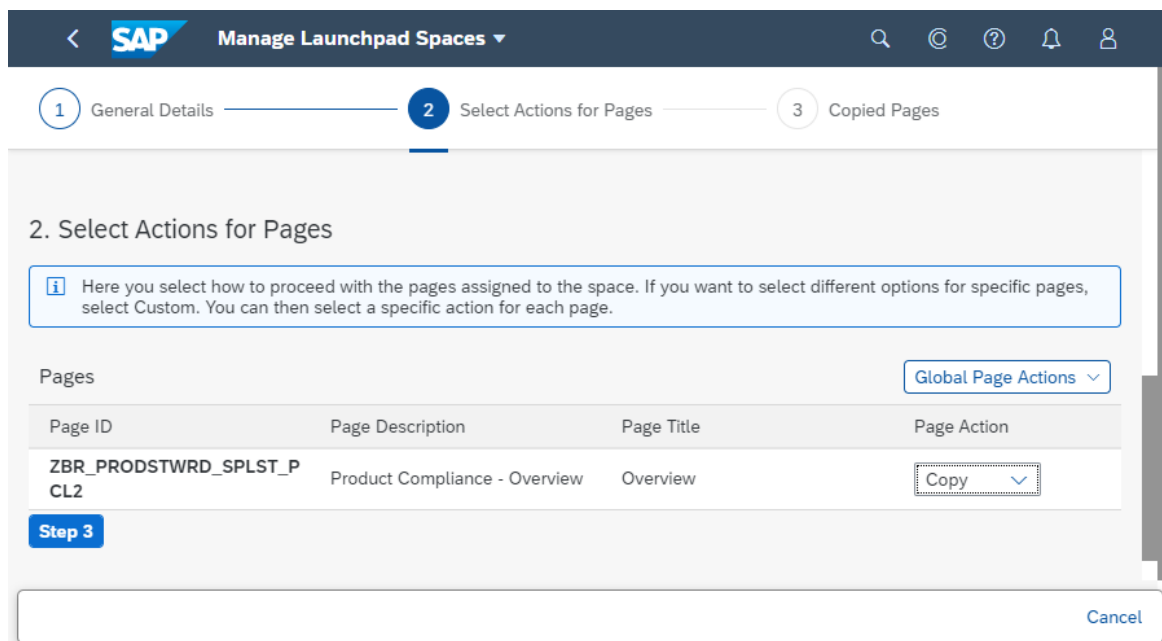 SAP Manage Launchpad Spaces
1 General Details 2 Select Actions for Pages 3 Copied Pages
2. Select Actions for Pages
Here you select how to proceed with the pages assigned to the space. If you want to select different options for specific pages,
select Custom. You can then select a specific action for each page.
Pages Global Page Actions
Page ID Page Description Page Title Page Action
ZBR_PRODSTWRD_SPLST_P
CL2 Product Compliance - Overview Overview Copy
Step 3
Cancel